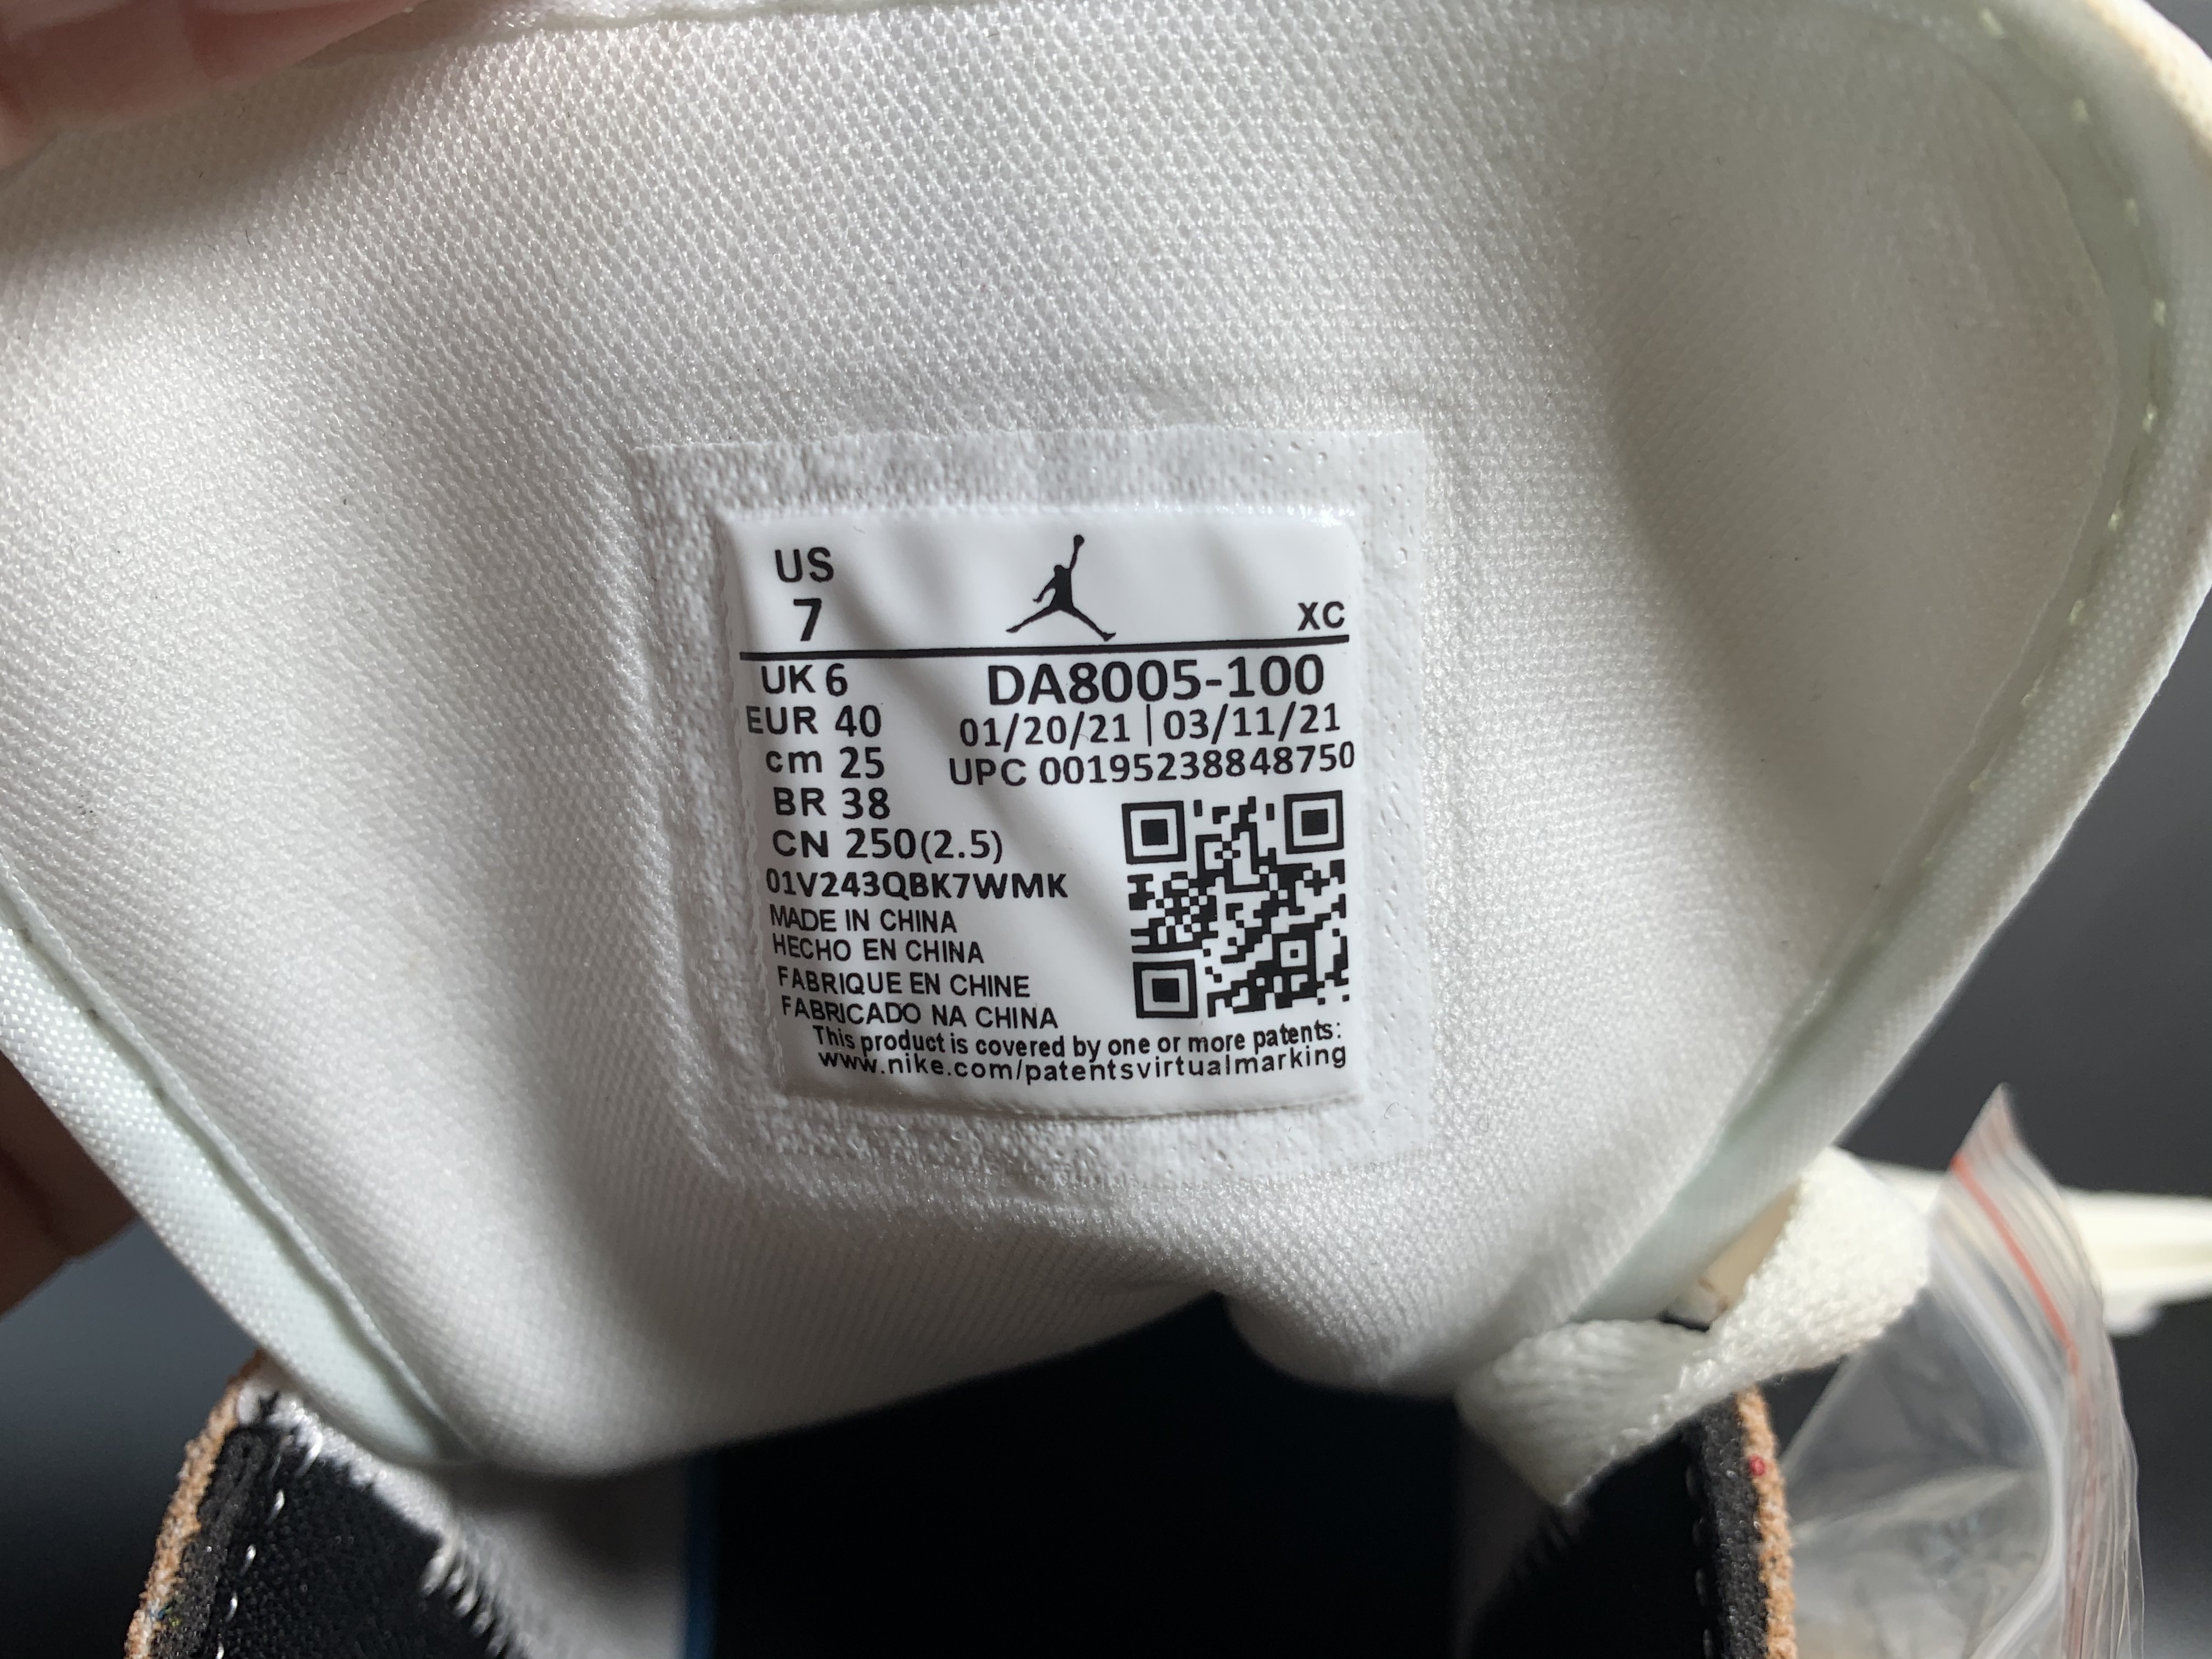 US
7
XC
UK 6
DA8005-100
EUR 40
01/20/21 | 03/11/21
cm 25
UPC 00195238848750
BR 38
CN 250(2.5)
01V243QBK7WMK
MADE IN CHINA
HECHO EN CHINA
FABRIQUE EN CHINE
FABRICADO NA CHINA
This product is covered by one or more patents:
www.nike.com/patentsvirtualmarking